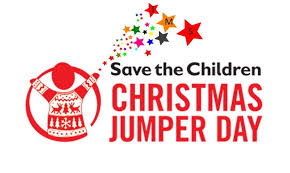 M
S
Save the Children
CHRISTMAS
JUMPER DAY